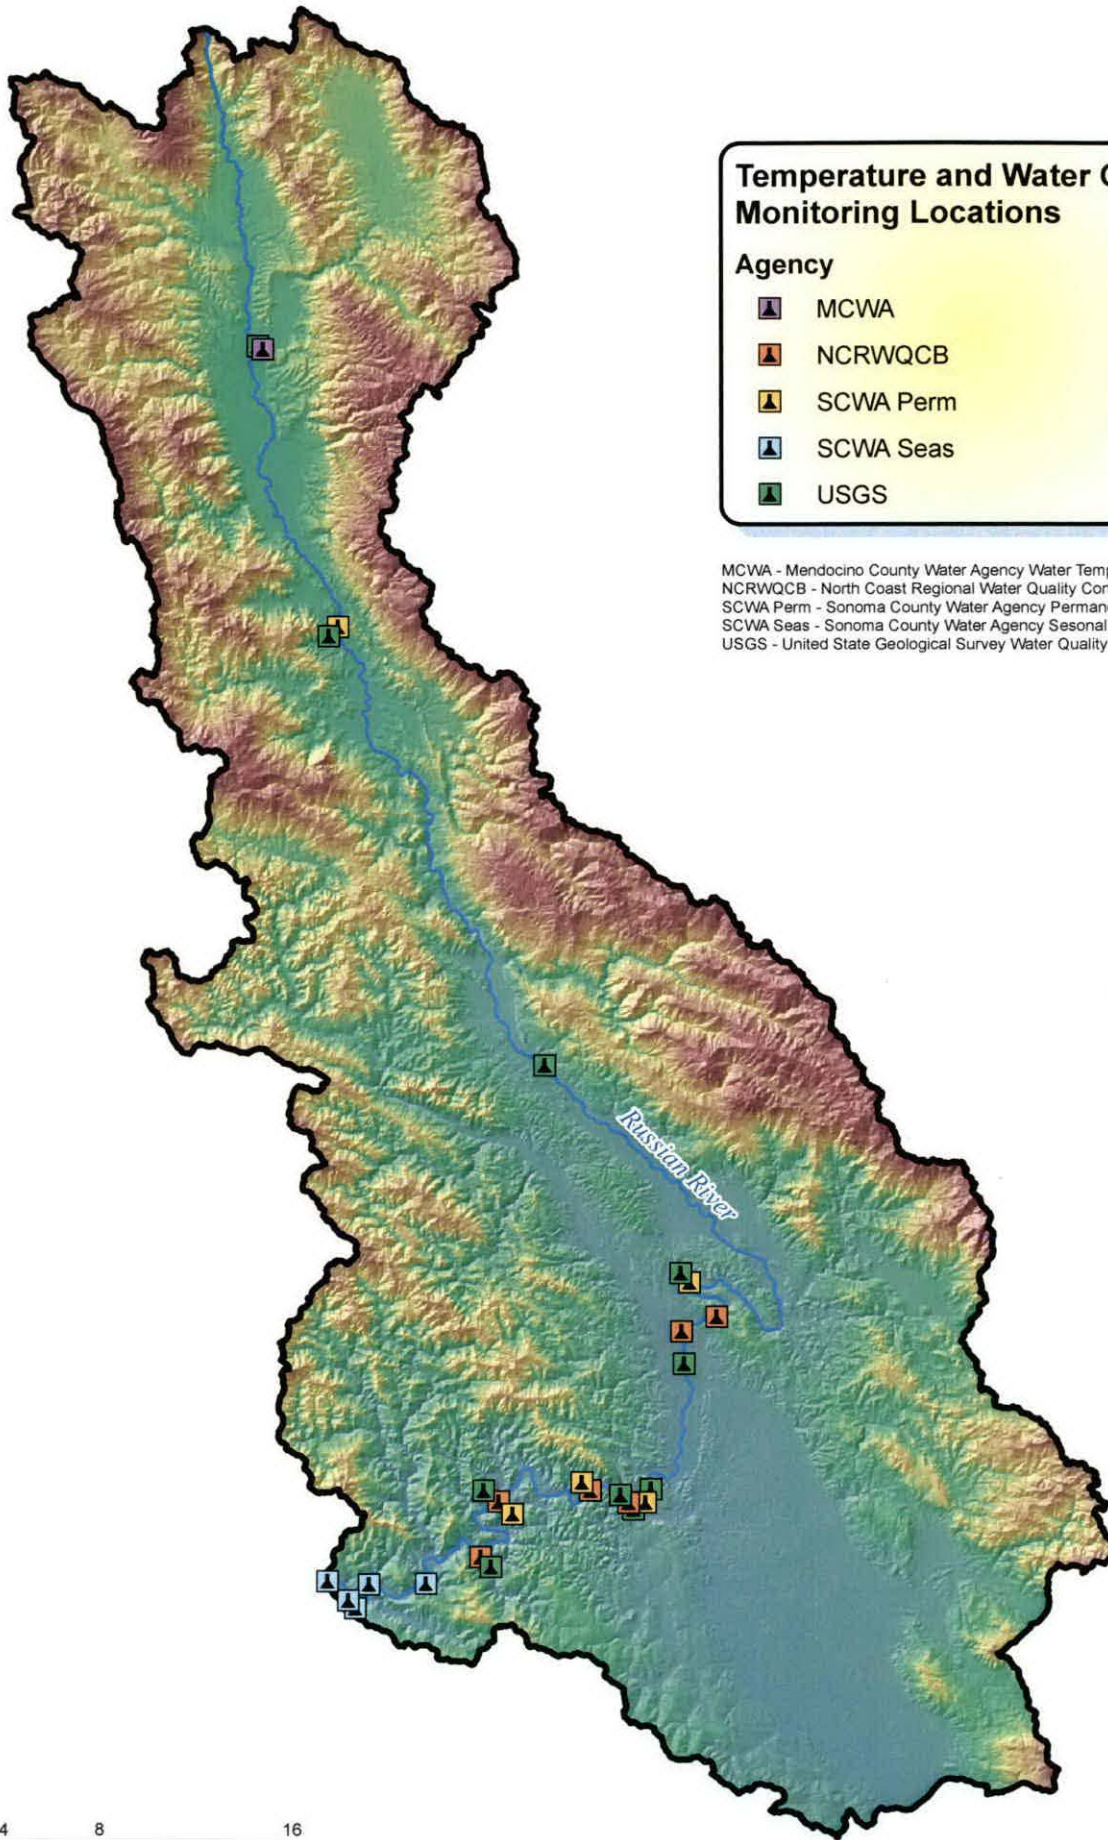 Temperature and Water
Monitoring Locations
Agency
MCWA
NCRWQCB
SCWA Perm
SCWA Seas
USGS
MCWA - Mendocino County Water Agency Water
NCRWQCB - North Coast Regional Water Quality
SCWA Perm - Sonoma County Water Agency
SCWA Seas - Sonoma County Water Agency Sesonal
USGS - United State Geological Survey Water Quality
Russian River
4 8 16